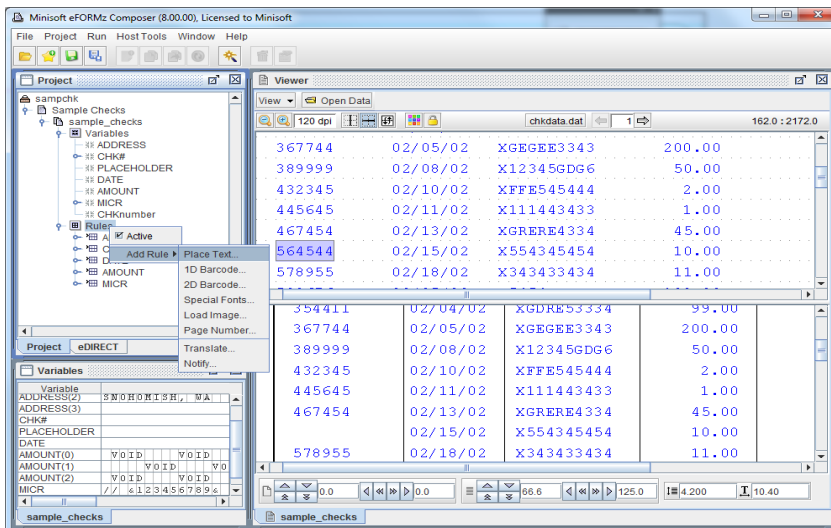 Minisoft eFORMz Composer (8.00.00), Licensed to Minisoft
File Project Run Host Tools Window Help
Project
sampchk
Sample Checks
sample_checks
Variables
ADDRESS
CHK#
PLACEHOLDER
DATE
AMOUNT
MICR
CHKnumber
Rules
Active
Add Rule
Place Text...
1D Barcode...
2D Barcode...
Special Fonts...
Load Image...
Page Number...
Translate...
Notify...
AMOUNT
MICR
Project eDIRECT
Variables
Variable
ADDRESS(2) SNOHOMISH, WA
ADDRESS(3)
CHK#
PLACEHOLDER
DATE
AMOUNT(0) VOID VOID
AMOUNT(1) VOID VO
AMOUNT(2) VOID VOID
MICR // &123456789&
sample_checks
Viewer
View Open Data
120 dpi chkdata.dat 1 162.0 : 2172.0
367744 02/05/02 XGEGEE3343 200.00
389999 02/08/02 X12345GDG6 50.00
432345 02/10/02 XFFE545444 2.00
445645 02/11/02 X111443433 1.00
467454 02/13/02 XGRERE4334 45.00
564544 02/15/02 X554345454 10.00
578955 02/18/02 X343433434 11.00
354411 02/04/02 XGDRE53334 99.00
367744 02/05/02 XGEGEE3343 200.00
389999 02/08/02 X12345GDG6 50.00
432345 02/10/02 XFFE545444 2.00
445645 02/11/02 X111443433 1.00
467454 02/13/02 XGRERE4334 45.00
02/15/02 X554345454 10.00
578955 02/18/02 X343433434 11.00
0.0 0.0 66.6 125.0 4.200 10.40
sample_checks